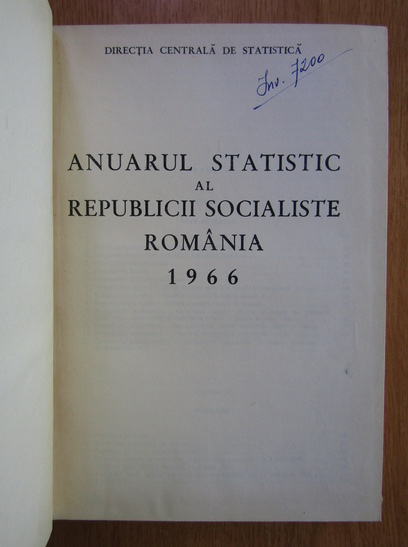 DIRECȚIA CENTRALĂ DE STATISTICĂ
Inv. 7200
ANUARUL STATISTIC
AL
REPUBLICII SOCIALISTE
ROMÂNIA
1966